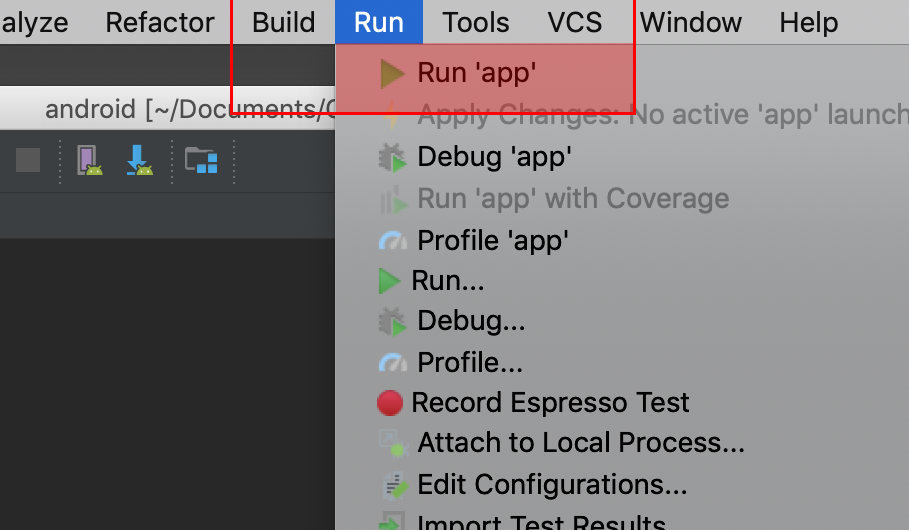 alyze Refactor Build Run Tools VCS Window Help
Run 'app'
android [~/Documents/
Apply Changes: No active 'app' launch
Debug 'app'
Run 'app' with Coverage
Profile 'app'
Run...
Debug...
Profile...
Record Espresso Test
Attach to Local Process...
Edit Configurations...
Import Test Results